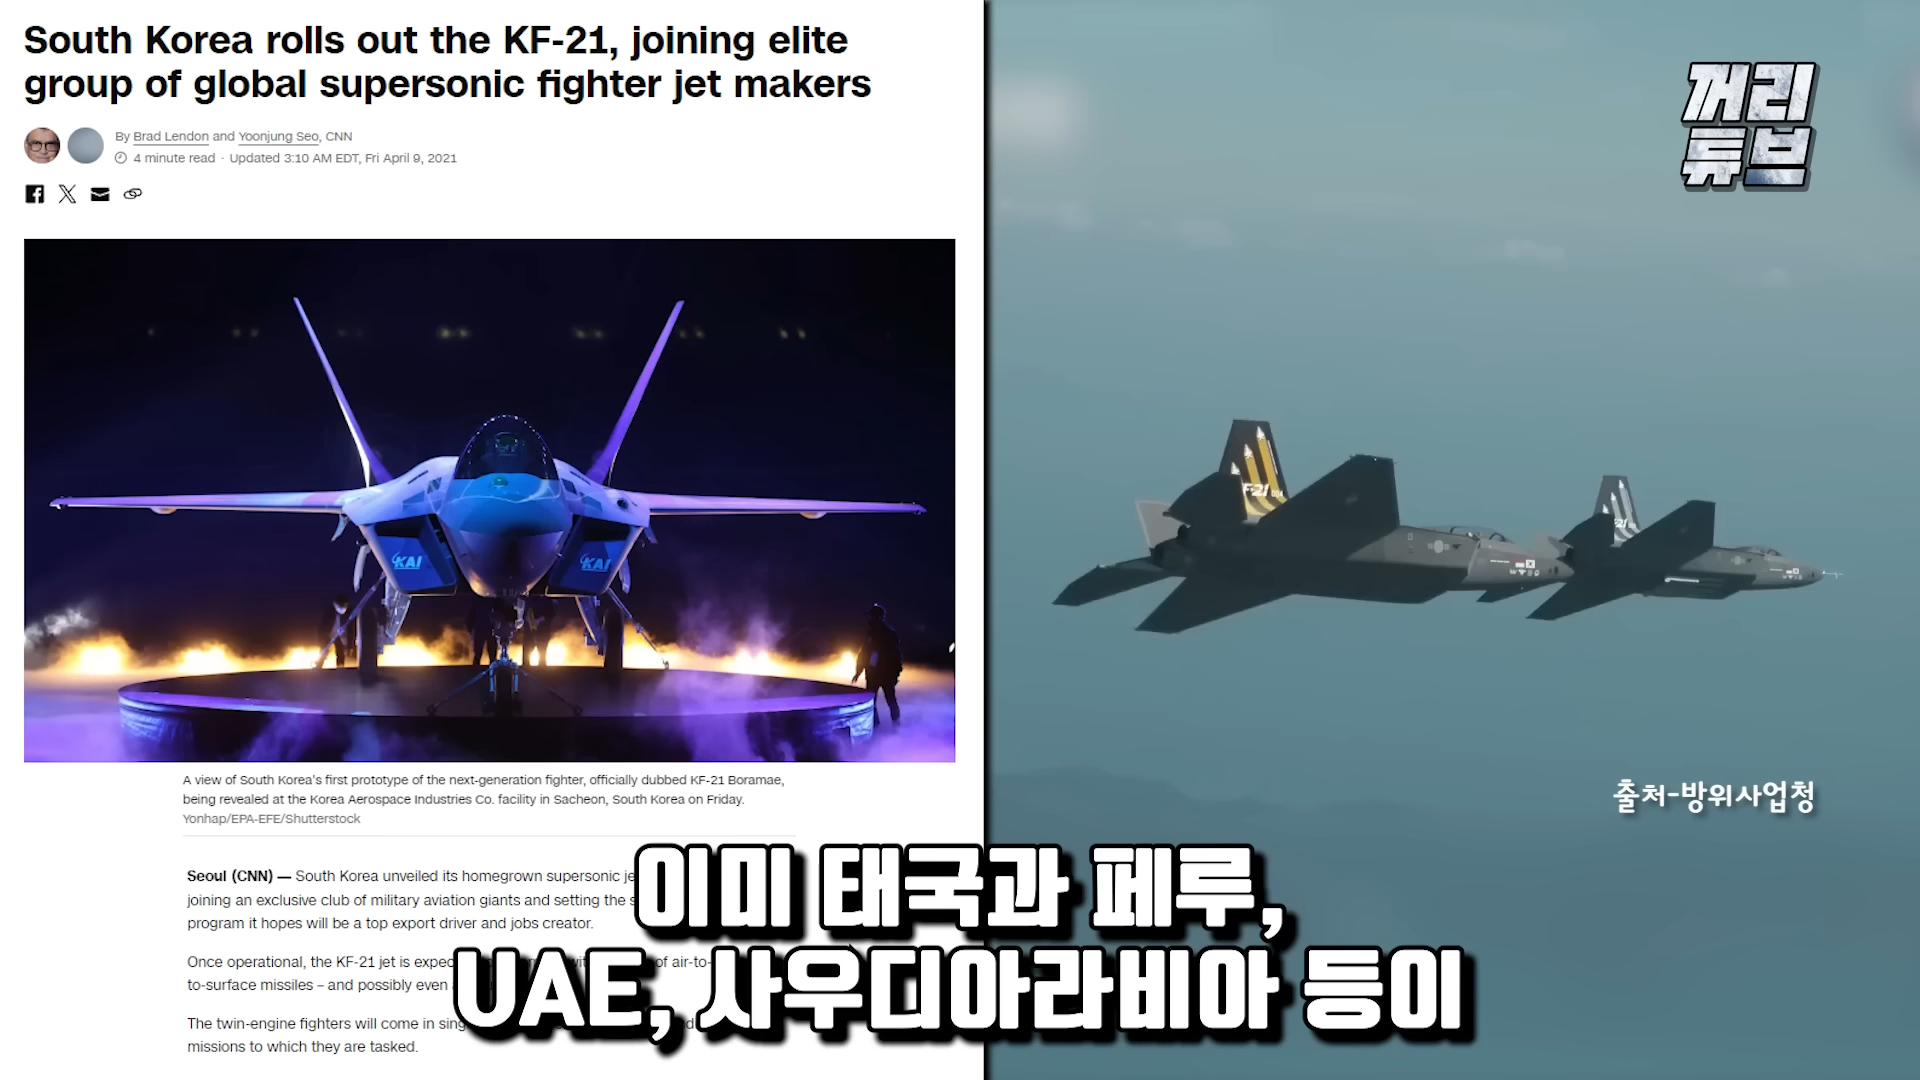 South Korea rolls out the KF-21, joining elite
group of global supersonic fighter jet makers
By Brad Lendon and Yoonjung Seo, CNN
4 minute read · Updated 3:10 AM EDT, Fri April 9, 2021
KAI
KAI
A view of South Korea's first prototype of the next-generation fighter, officially dubbed KF-21 Boramae,
being revealed at the Korea Aerospace Industries Co. facility in Sacheon, South Korea on Friday.
Yonhap/EPA-EFE/Shutterstock
Seoul (CNN) — South Korea unveiled its homegrown supersonic
joining an exclusive club of military aviation giants and setting the
program it hopes will be a top export driver and jobs creator.
Once operational, the KF-21 jet is of air-to-
to-surface missiles – and possibly even
The twin-engine fighters will come in
missions to which they are tasked.
꺼리
튜브
출처-방위사업청
이미 태국과 페루,
UAE, 사우디아라비아 등이